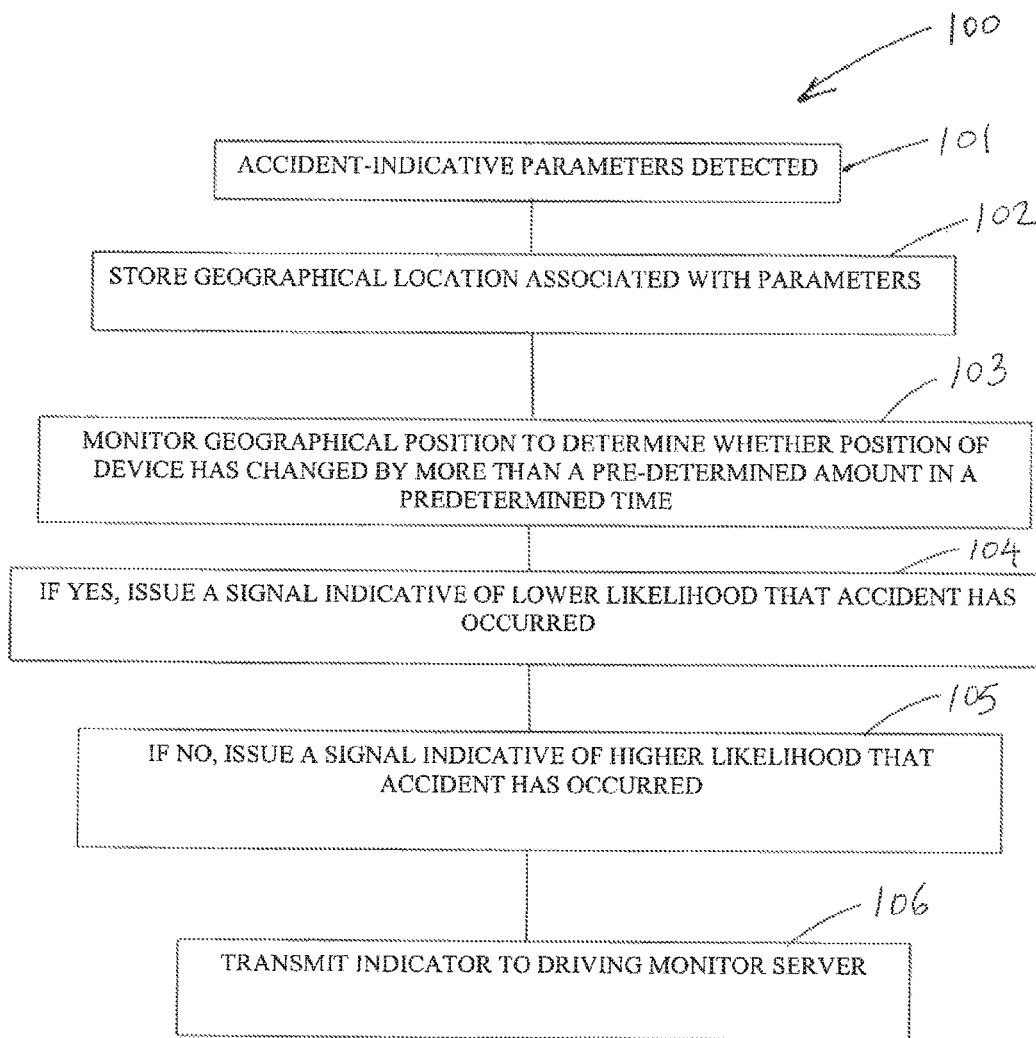 100
ACCIDENT-INDICATIVE PARAMETERS DETECTED
101
102
STORE GEOGRAPHICAL LOCATION ASSOCIATED WITH PARAMETERS
103
MONITOR GEOGRAPHICAL POSITION TO DETERMINE WHETHER POSITION OF
DEVICE HAS CHANGED BY MORE THAN A PRE-DETERMINED AMOUNT IN A
PREDETERMINED TIME
104
IF YES, ISSUE A SIGNAL INDICATIVE OF LOWER LIKELIHOOD THAT ACCIDENT HAS
OCCURRED
105
IF NO, ISSUE A SIGNAL INDICATIVE OF HIGHER LIKELIHOOD THAT
ACCIDENT HAS OCCURRED
106
TRANSMIT INDICATOR TO DRIVING MONITOR SERVER